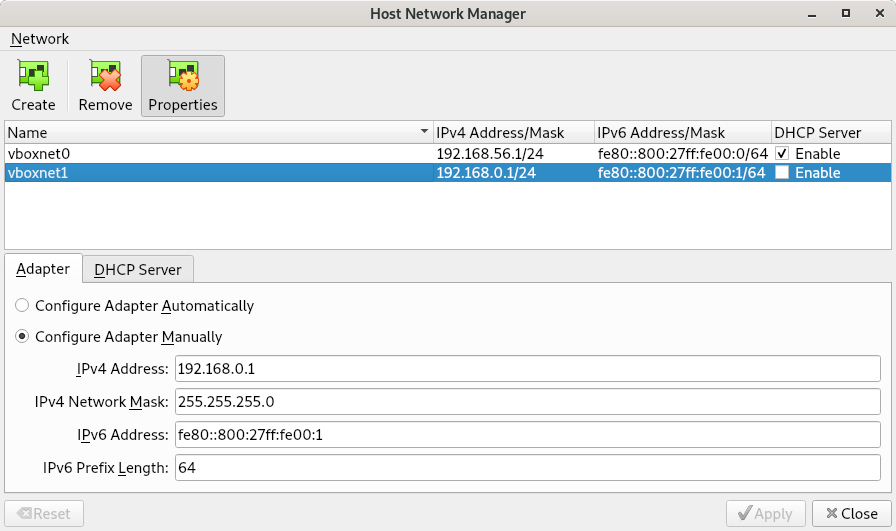 Host Network Manager
Network
Create Remove Properties
Name IPv4 Address/Mask IPv6 Address/Mask DHCP Server
vboxnet0 192.168.56.1/24 fe80::800:27ff:fe00:0/64 Enable
vboxnet1 192.168.0.1/24 fe80::800:27ff:fe00:1/64 Enable
Adapter DHCP Server
Configure Adapter Automatically
Configure Adapter Manually
IPv4 Address: 192.168.0.1
IPv4 Network Mask: 255.255.255.0
IPv6 Address: fe80::800:27ff:fe00:1
IPv6 Prefix Length: 64
Reset Apply Close